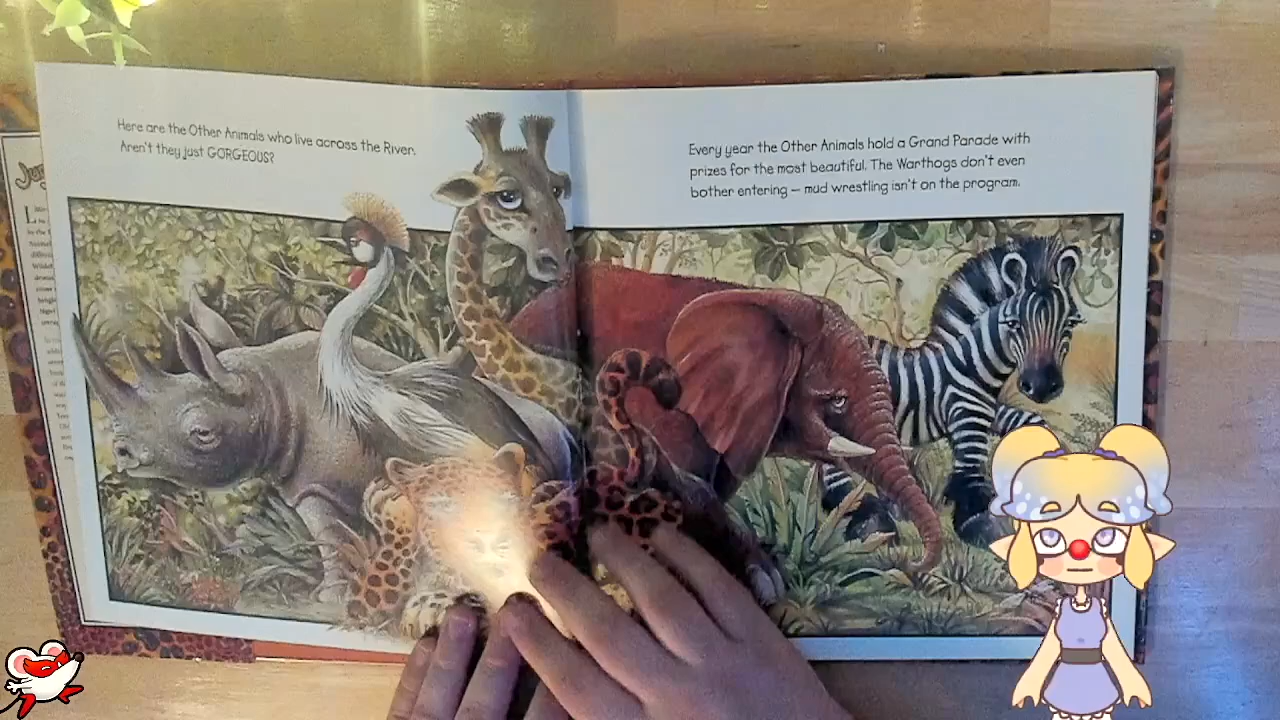 Here are the Other Animals who live across the River.
Aren't they just GORGEOUS?
Every year the Other Animals hold a Grand Parade with
prizes for the most beautiful. The Warthogs don't even
bother entering – mud wrestling isn't on the program.